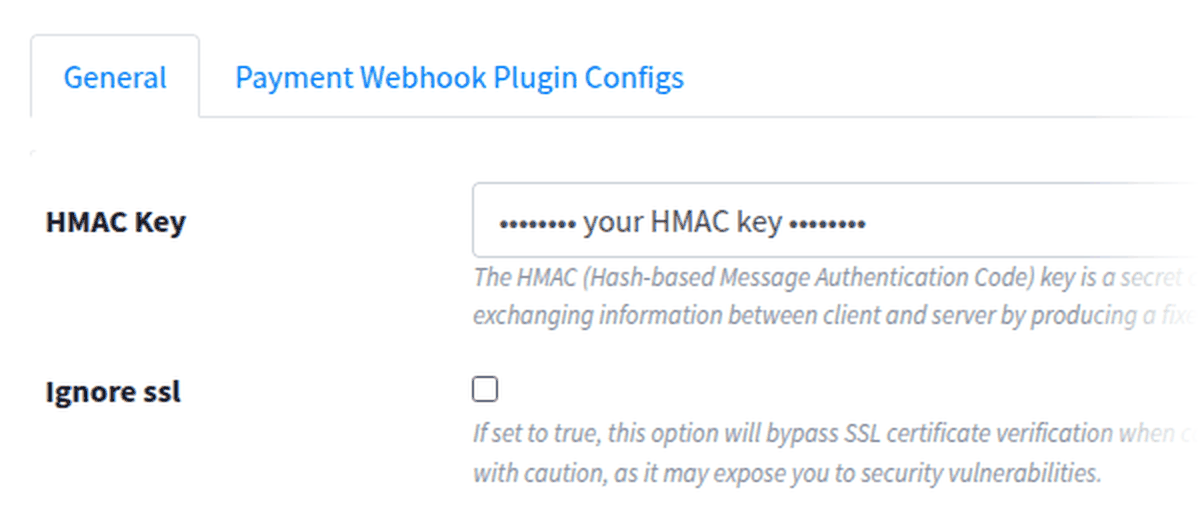 General Payment Webhook Plugin Configs
HMAC Key
•••••••• your HMAC key ••••••••
The HMAC (Hash-based Message Authentication Code) key is a secret
exchanging information between client and server by producing a
Ignore ssl
If set to true, this option will bypass SSL certificate verification when
with caution, as it may expose you to security vulnerabilities.